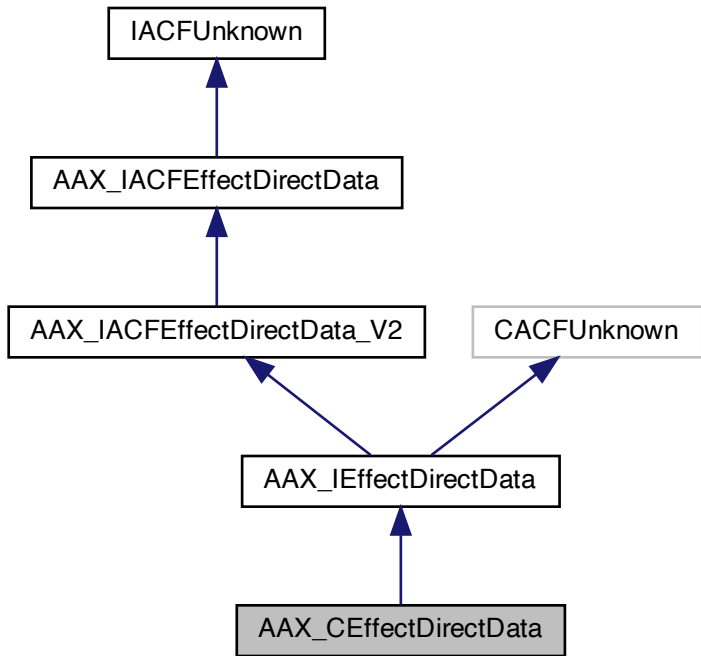 IACFUnknown
AAX_IACFEffectDirectData
AAX_IACFEffectDirectData_V2
CACFUnknown
AAX_IEffectDirectData
AAX_CEffectDirectData